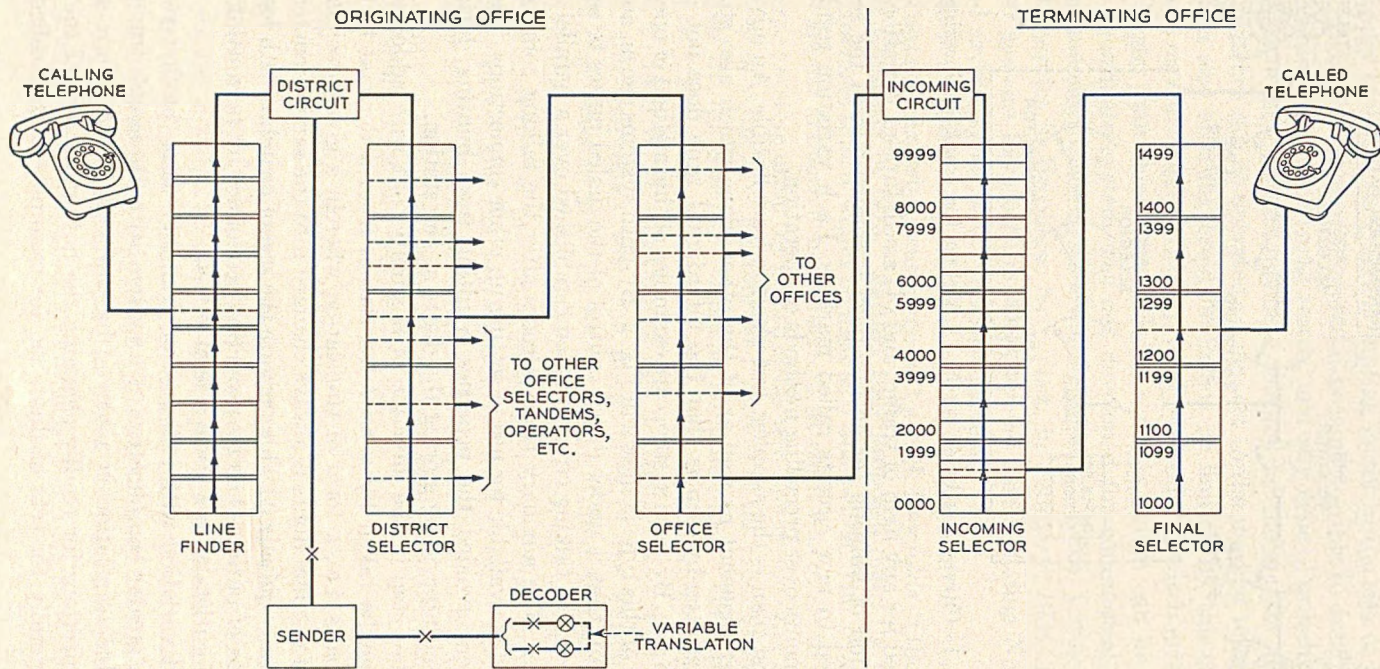 ORIGINATING OFFICE
TERMINATING OFFICE
CALLING
TELEPHONE
DISTRICT
CIRCUIT
INCOMING
CIRCUIT
CALLED
TELEPHONE
TO OTHER
OFFICE
SELECTORS,
TANDEMS,
OPERATORS,
ETC.
TO
OTHER
OFFICES
9999
8000
7999
6000
5999
4000
3999
2000
1999
0000
1499
1400
1399
1300
1299
1200
1199
1100
1099
1000
LINE
FINDER
DISTRICT
SELECTOR
OFFICE
SELECTOR
INCOMING
SELECTOR
FINAL
SELECTOR
SENDER
DECODER
VARIABLE
TRANSLATION